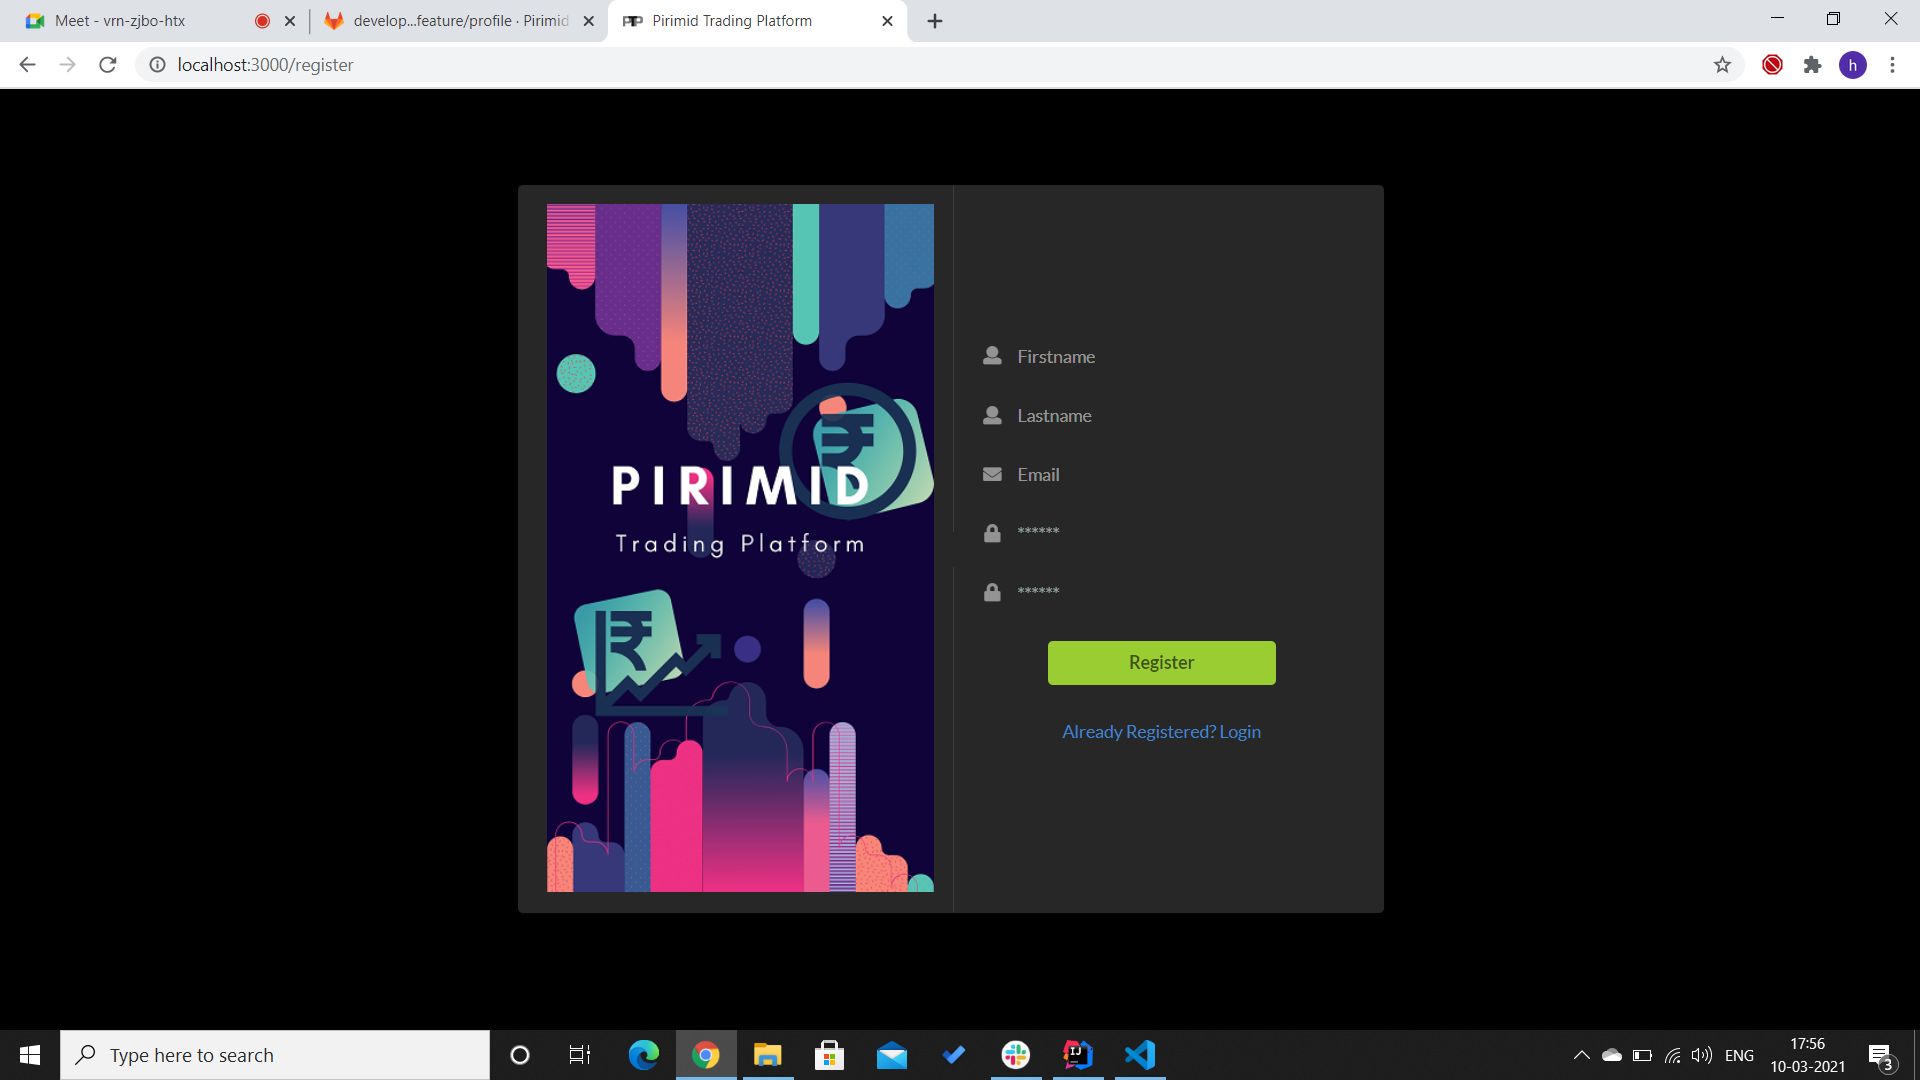 Meet - vrn-zjbo-htx
develop...feature/profile · Pirimid
Pirimid Trading Platform
localhost:3000/register
h
PIRIMID
Trading Platform
Firstname
Lastname
Email
******
******
Register
Already Registered? Login
Type here to search
ENG
17:56
10-03-2021
3